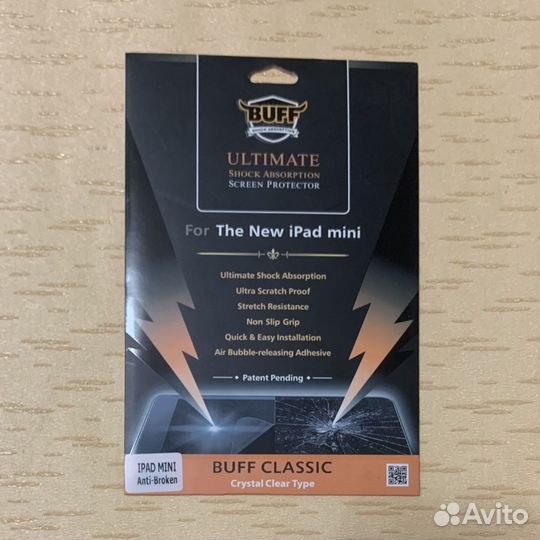 BUFF
SHOCK ABSORPTION
ULTIMATE
SHOCK ABSORPTION
SCREEN PROTECTOR
For The New iPad mini
Ultimate Shock Absorption
Ultra Scratch Proof
Stretch Resistance
Non Slip Grip
Quick & Easy Installation
Air Bubble-releasing Adhesive
Patent Pending
IPAD MINI
Anti-Broken
BUFF CLASSIC
Crystal Clear Type
Avito